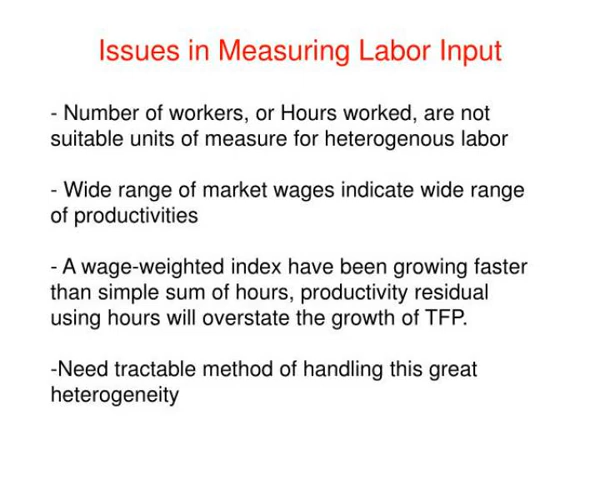 Issues in Measuring Labor Input
- Number of workers, or Hours worked, are not
suitable units of measure for heterogenous labor
- Wide range of market wages indicate wide range
of productivities
- A wage-weighted index have been growing faster
than simple sum of hours, productivity residual
using hours will overstate the growth of TFP.
-Need tractable method of handling this great
heterogeneity